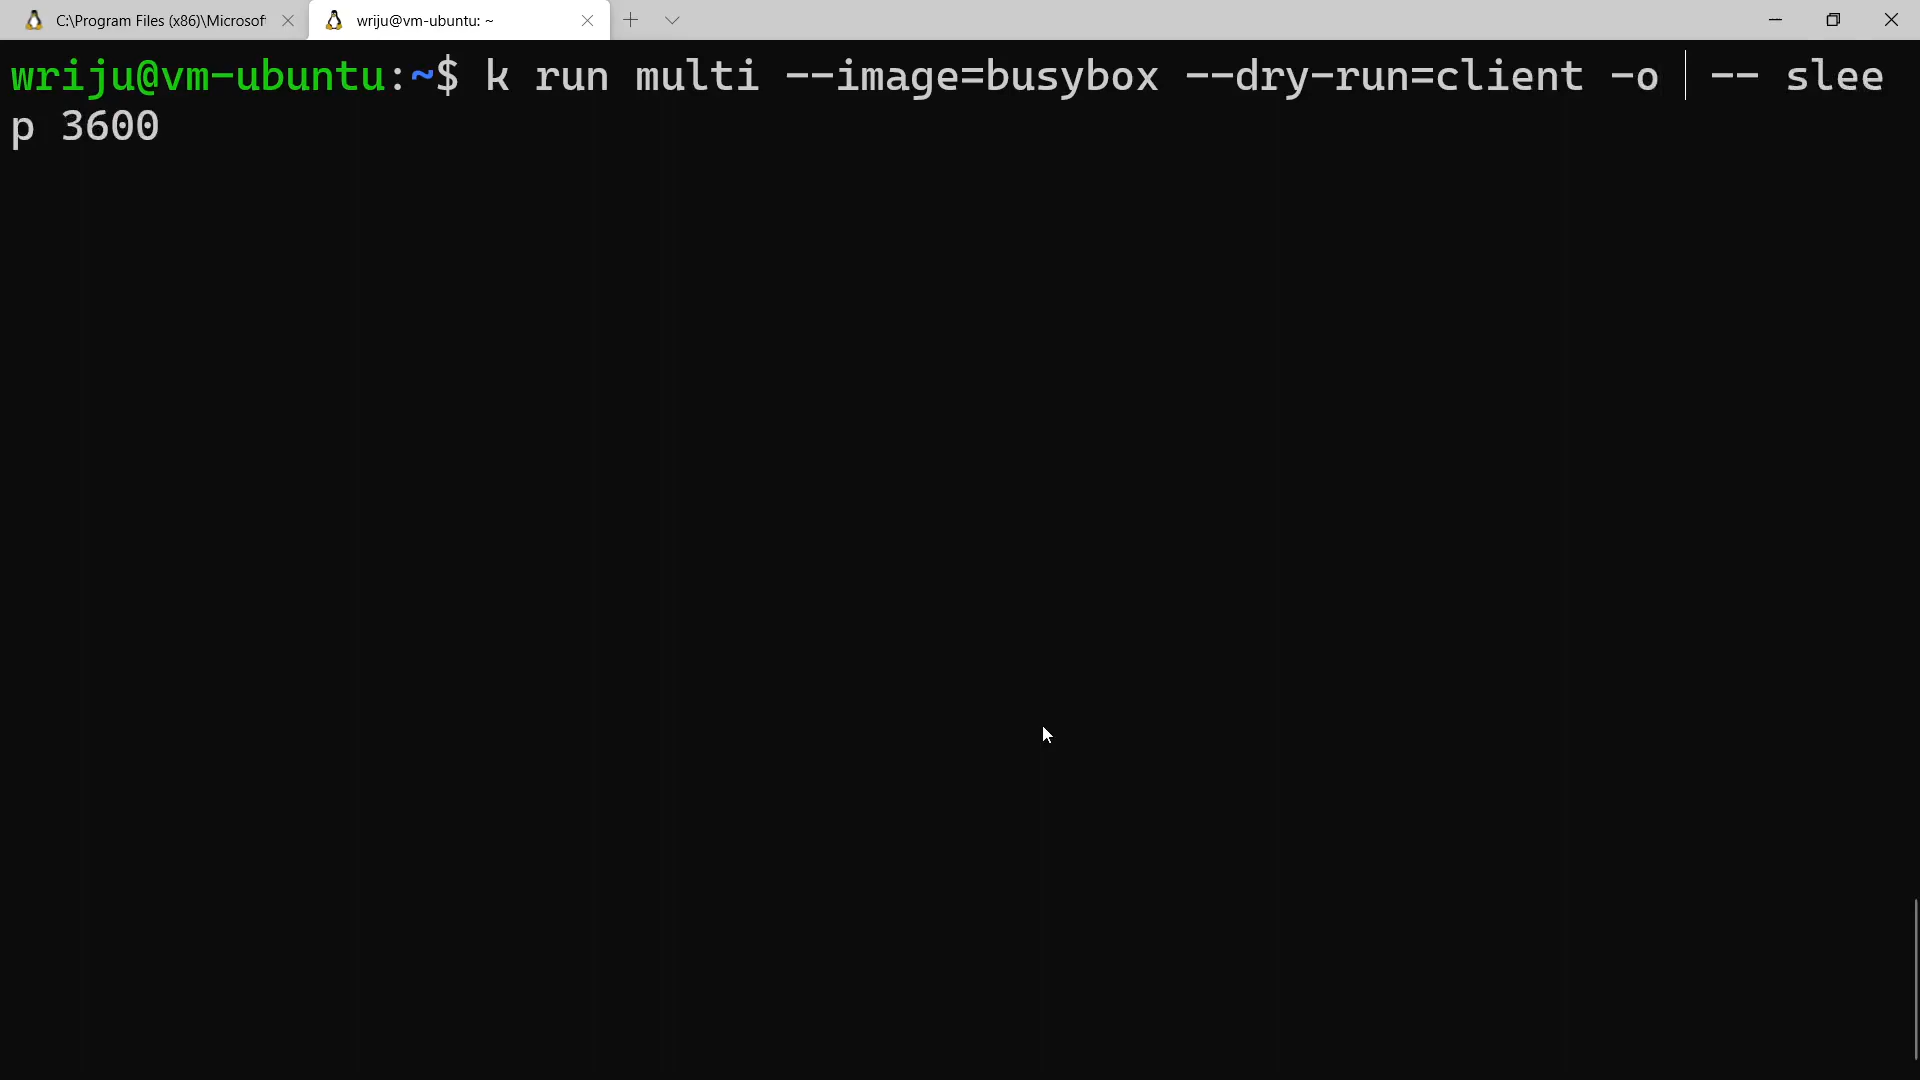 C:\Program Files (x86)\Microsof
wriju@vm-ubuntu: ~
wriju@vm-ubuntu:~$ k run multi --image=busybox --dry-run=client -o  -- slee
p 3600